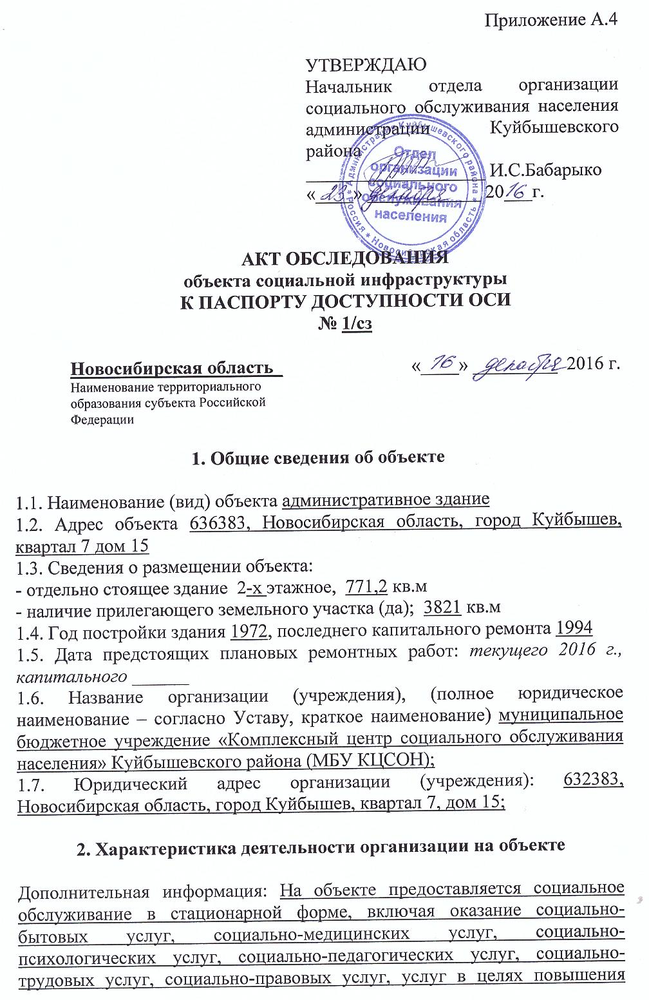 Приложение А.4
УТВЕРЖДАЮ
Начальник отдела организации
социального обслуживания населения
администрации Куйбышевского
района
____________________ И.С.Бабарыко
«23» декабря 2016 г.
Россия * Администрация Куйбышевского района * Новосибирская область *
Отдел
организации
социального
обслуживания
населения
АКТ ОБСЛЕДОВАНИЯ
объекта социальной инфраструктуры
К ПАСПОРТУ ДОСТУПНОСТИ ОСИ
№ 1/сз
Новосибирская область
«16» декабря 2016 г.
Наименование территориального
образования субъекта Российской
Федерации
1. Общие сведения об объекте
1.1. Наименование (вид) объекта административное здание
1.2. Адрес объекта 636383, Новосибирская область, город Куйбышев,
квартал 7 дом 15
1.3. Сведения о размещении объекта:
- отдельно стоящее здание 2-х этажное, 771,2 кв.м
- наличие прилегающего земельного участка (да); 3821 кв.м
1.4. Год постройки здания 1972, последнего капитального ремонта 1994
1.5. Дата предстоящих плановых ремонтных работ: текущего 2016 г.,
капитального ______
1.6. Название организации (учреждения), (полное юридическое
наименование – согласно Уставу, краткое наименование) муниципальное
бюджетное учреждение «Комплексный центр социального обслуживания
населения» Куйбышевского района (МБУ КЦСОН);
1.7. Юридический адрес организации (учреждения): 632383,
Новосибирская область, город Куйбышев, квартал 7, дом 15;
2. Характеристика деятельности организации на объекте
Дополнительная информация: На объекте предоставляется социальное
обслуживание в стационарной форме, включая оказание социально-
бытовых услуг, социально-медицинских услуг, социально-
психологических услуг, социально-педагогических услуг, социально-
трудовых услуг, социально-правовых услуг, услуг в целях повышения